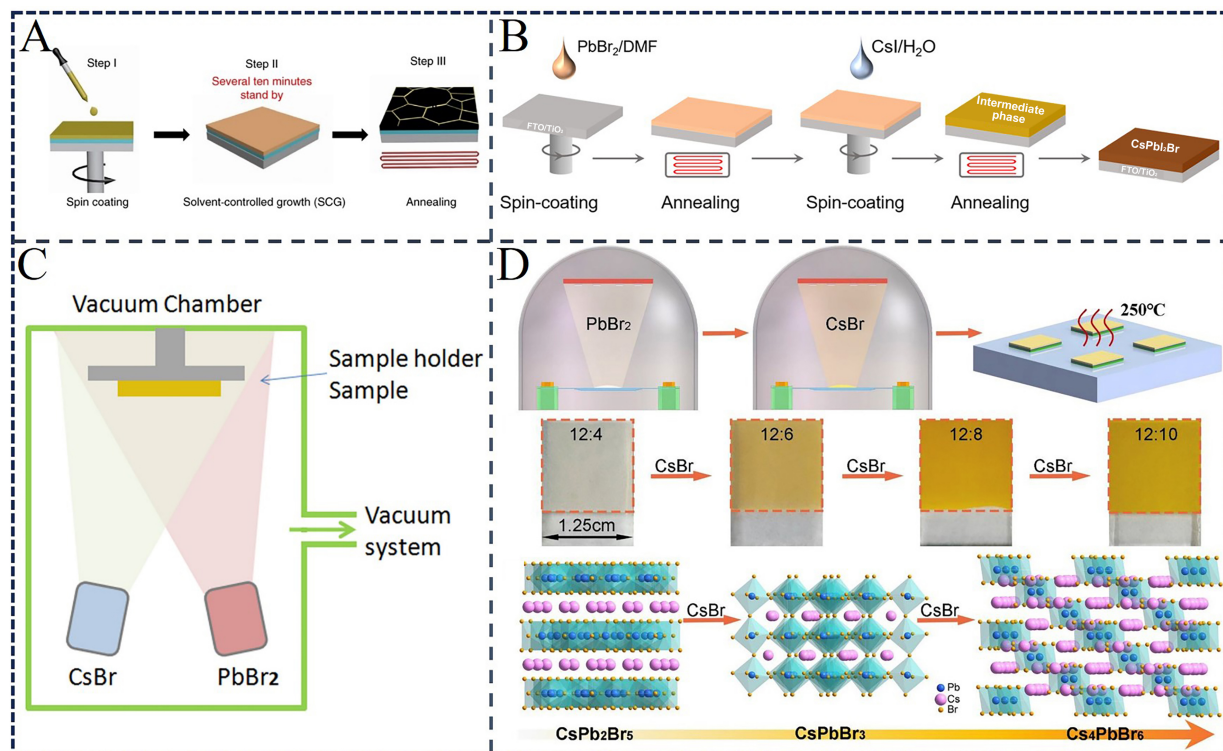 A
Step I
Spin coating
Step II
Several ten minutes
stand by
Solvent-controlled growth (SCG)
Step III
Annealing
B
PbBr₂/DMF
FTO/TiO₂
Spin-coating
Annealing
CsI/H₂O
Spin-coating
Intermediate
phase
Annealing
CsPbI₂Br
FTO/TiO₂
C
Vacuum Chamber
Sample holder
Sample
Vacuum
system
CsBr
PbBr2
D
PbBr₂
CsBr
250℃
12:4
CsBr
12:6
CsBr
12:8
CsBr
12:10
1.25cm
CsBr
CsBr
Pb
Cs
Br
CsPb₂Br₅
CsPbBr₃
Cs₄PbBr₆